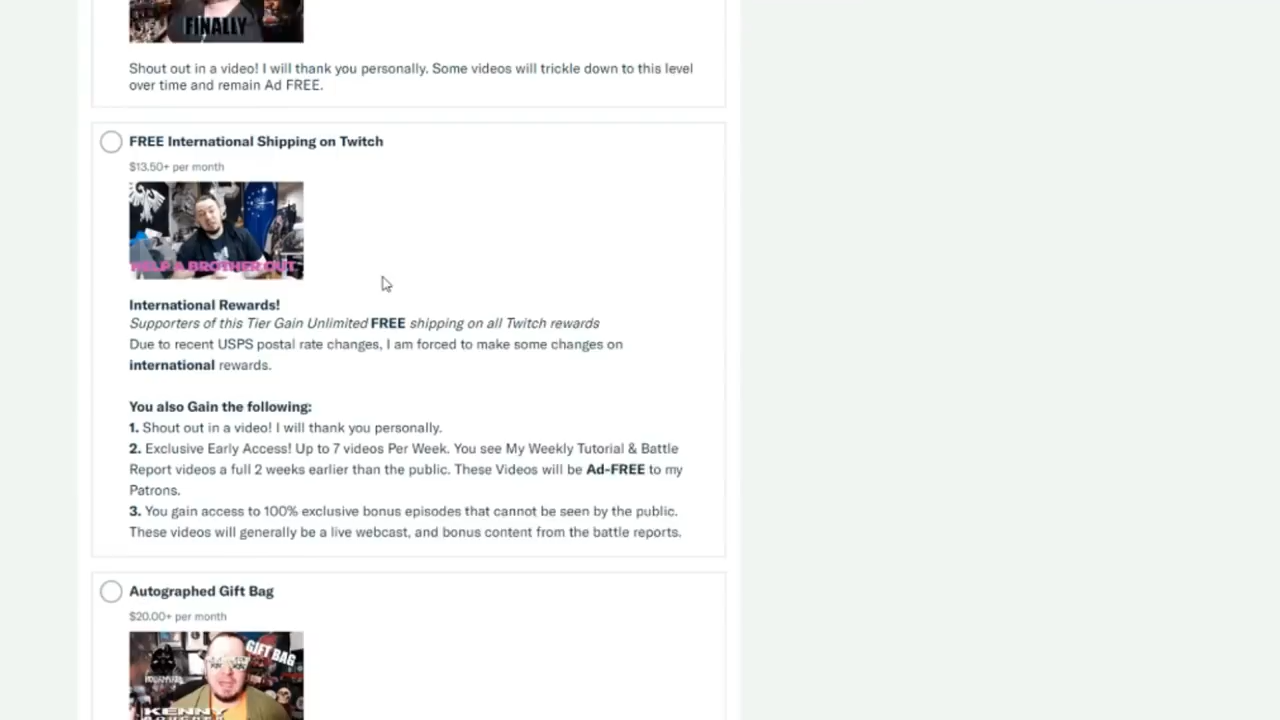 FINALLY
Shout out in a video! I will thank you personally. Some videos will trickle down to this level
over time and remain Ad FREE.
FREE International Shipping on Twitch
$13.50+ per month
HELP A BROTHER OUT
International Rewards!
Supporters of this Tier Gain Unlimited FREE shipping on all Twitch rewards
Due to recent USPS postal rate changes, I am forced to make some changes on
international rewards.
You also Gain the following:
1. Shout out in a video! I will thank you personally.
2. Exclusive Early Access! Up to 7 videos Per Week. You see My Weekly Tutorial & Battle
Report videos a full 2 weeks earlier than the public. These Videos will be Ad-FREE to my
Patrons.
3. You gain access to 100% exclusive bonus episodes that cannot be seen by the public.
These videos will generally be a live webcast, and bonus content from the battle reports.
Autographed Gift Bag
$20.00+ per month
GIFT BAG
KENNY